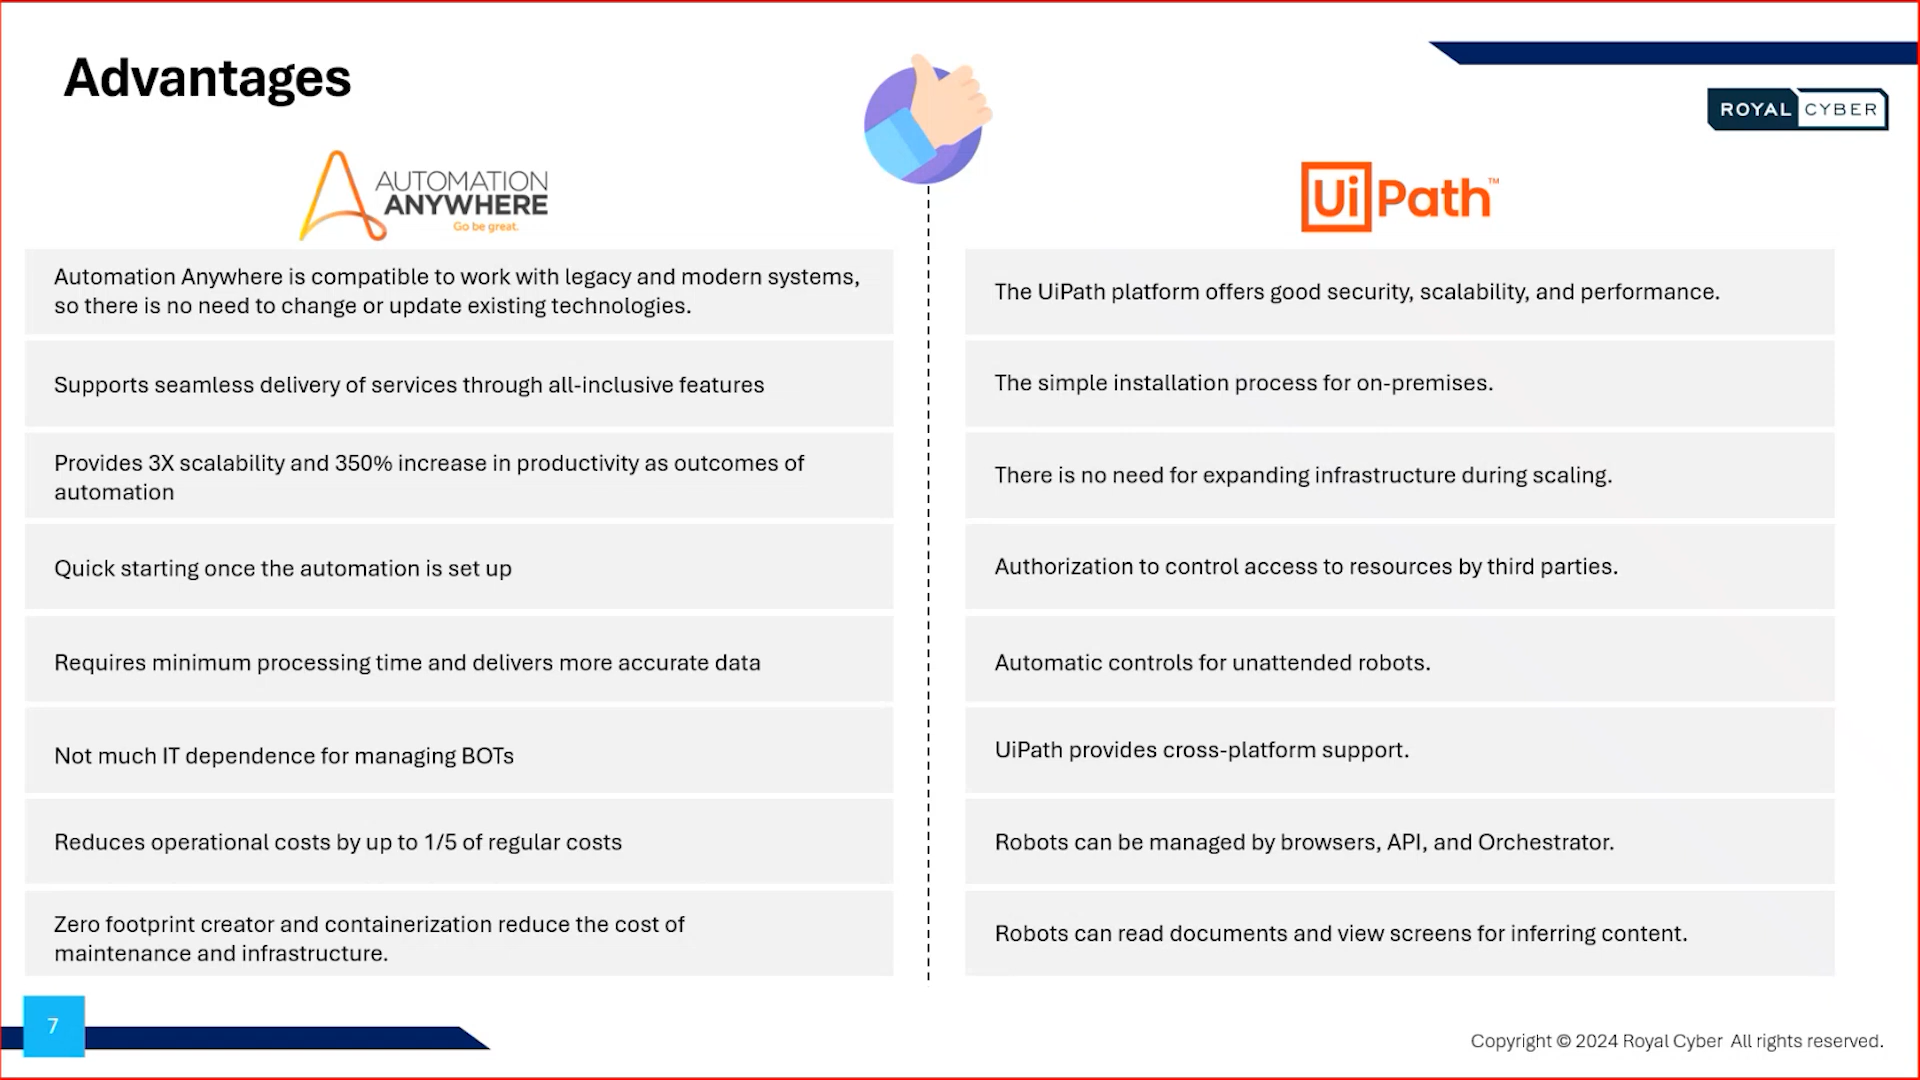 Advantages
ROYAL CYBER
AUTOMATION
ANYWHERE
Go be great.
UiPath™
Automation Anywhere is compatible to work with legacy and modern systems,
so there is no need to change or update existing technologies.
Supports seamless delivery of services through all-inclusive features
Provides 3X scalability and 350% increase in productivity as outcomes of
automation
Quick starting once the automation is set up
Requires minimum processing time and delivers more accurate data
Not much IT dependence for managing BOTs
Reduces operational costs by up to 1/5 of regular costs
Zero footprint creator and containerization reduce the cost of
maintenance and infrastructure.
The UiPath platform offers good security, scalability, and performance.
The simple installation process for on-premises.
There is no need for expanding infrastructure during scaling.
Authorization to control access to resources by third parties.
Automatic controls for unattended robots.
UiPath provides cross-platform support.
Robots can be managed by browsers, API, and Orchestrator.
Robots can read documents and view screens for inferring content.
7
Copyright © 2024 Royal Cyber All rights reserved.